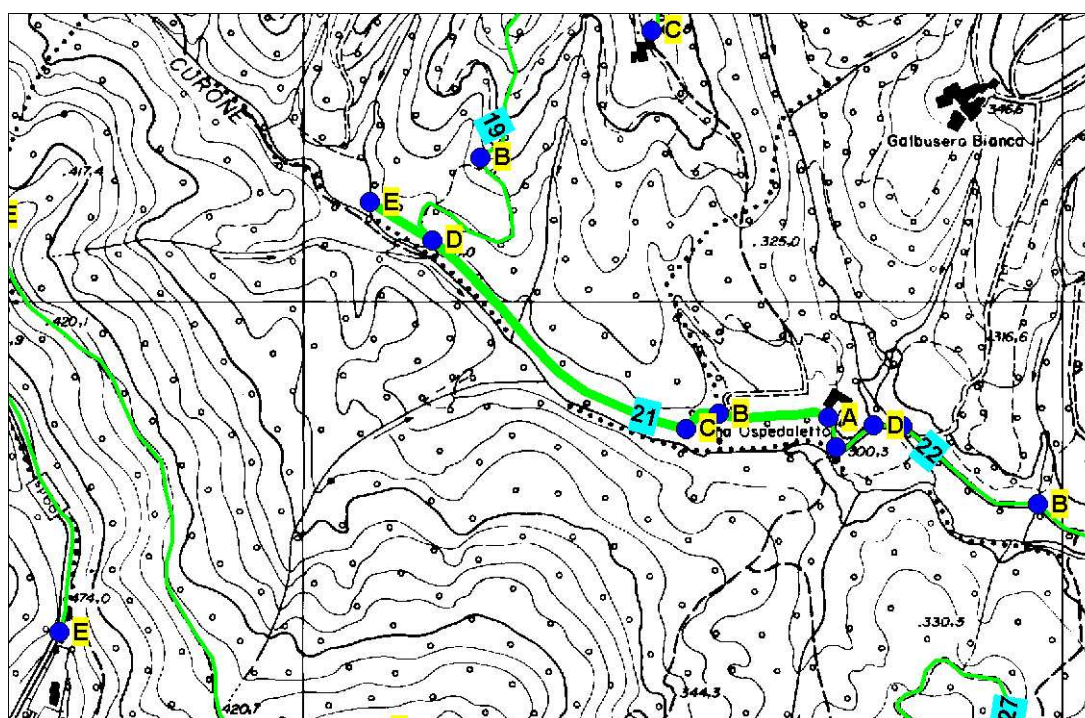 C
CURONE
19
346,6
Galbusera Bianca
B
.417,4
E
E
D
.325.0
.420,1
.316,6
21
B
A
C
Ospedaletto
D
300,3
22
B
474.0
E
.330,5
344.3
420.7
27